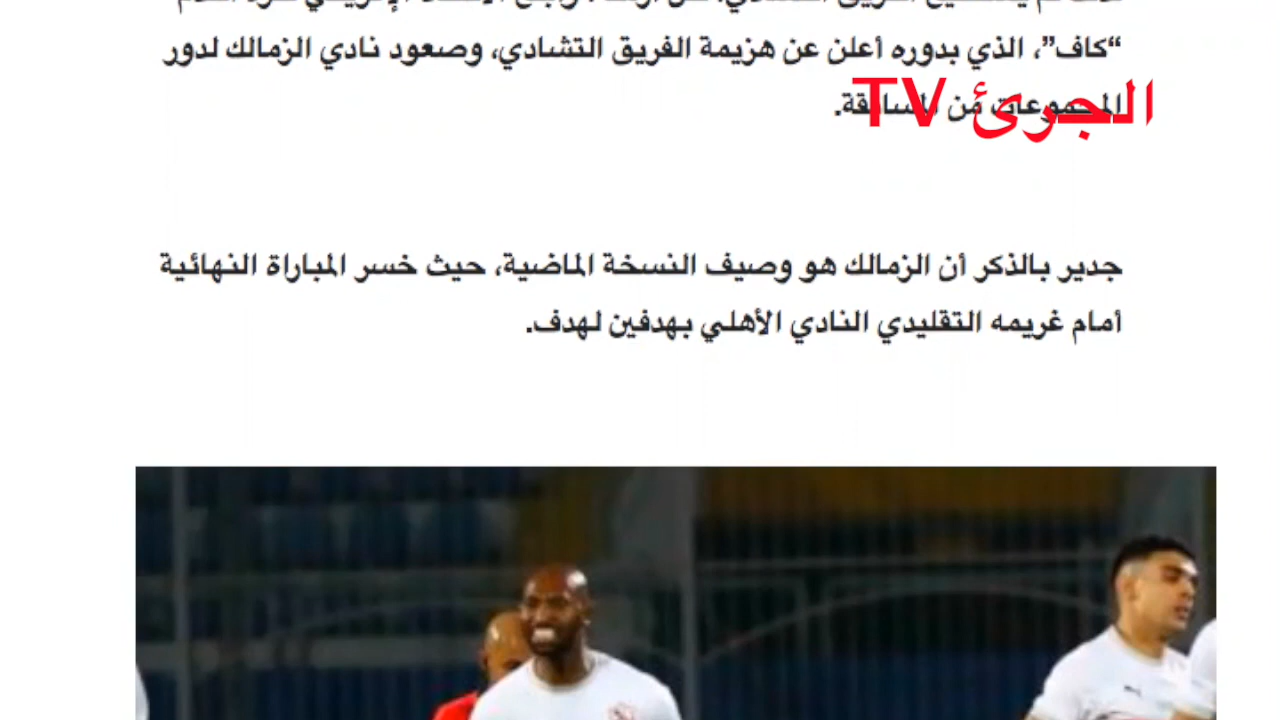 “كاف”، الذي بدوره أعلن عن هزيمة الفريق التشادي، وصعود نادي الزمالك لدور
المجموعات من المسابقة.
الجرئ TV
جدير بالذكر أن الزمالك هو وصيف النسخة الماضية، حيث خسر المباراة النهائية
أمام غريمه التقليدي النادي الأهلي بهدفين لهدف.